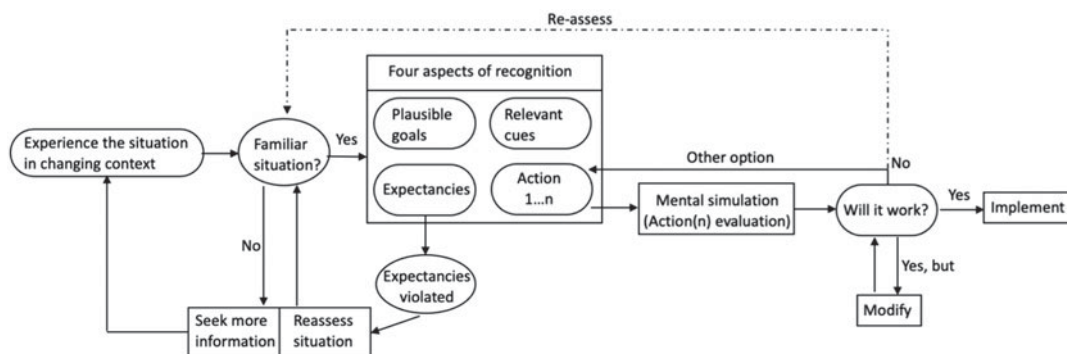 Re-assess
Four aspects of recognition
Plausible
goals
Relevant
cues
Experience the situation
in changing context
Familiar
situation?
Yes
Other option
No
Expectancies
Action
1...n
Mental simulation
(Action(n) evaluation)
Will it work?
Yes
Implement
No
Expectancies
violated
Yes, but
Seek more
information
Reassess
situation
Modify